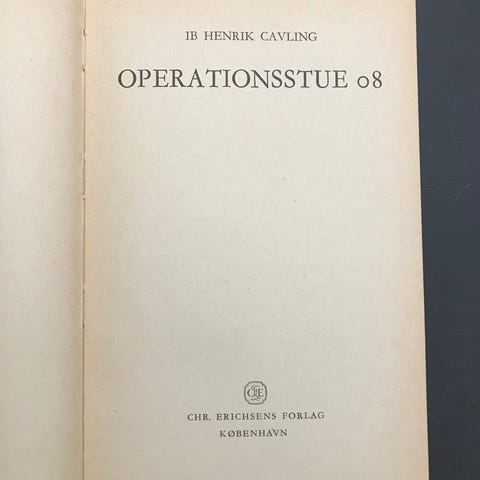 IB HENRIK CAVLING
OPERATIONSSTUE 08
CHR. ERICHSENS FORLAG
KØBENHAVN